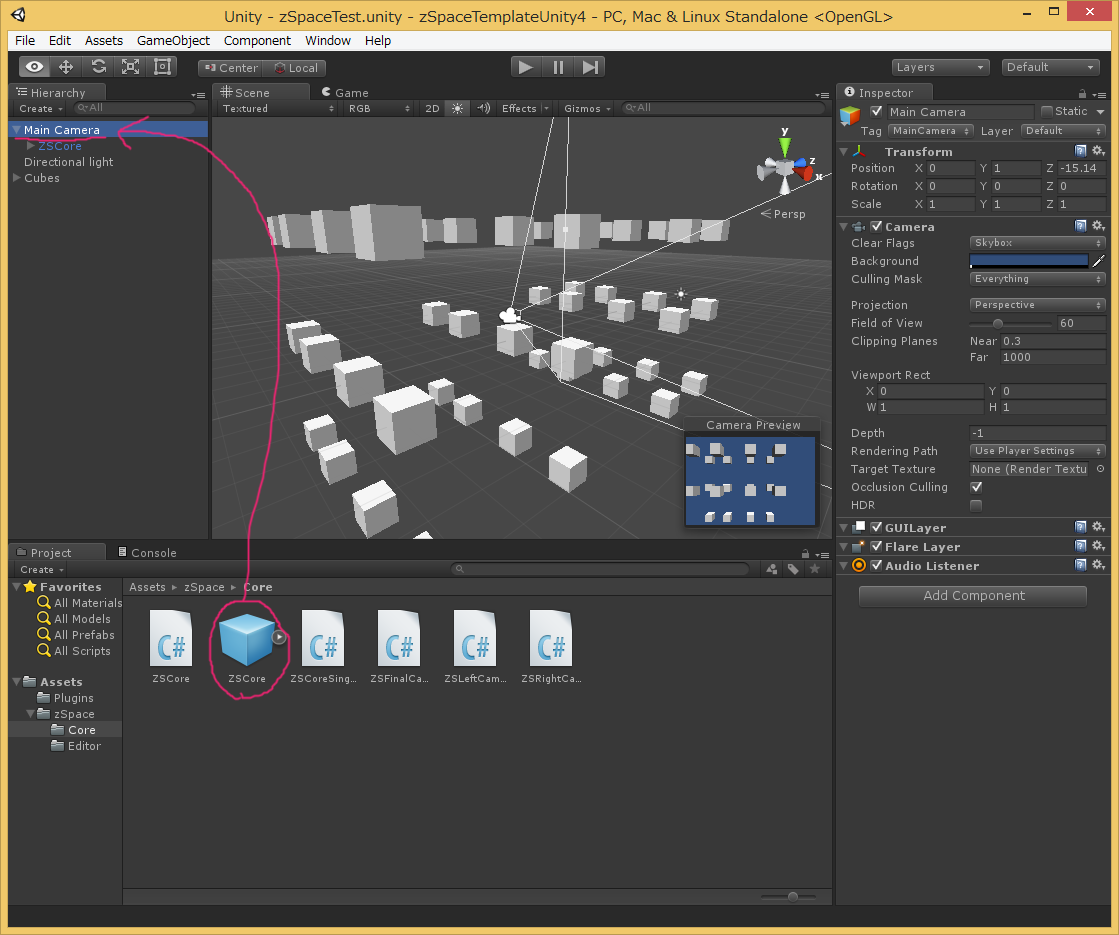 Unity - zSpaceTest.unity - zSpaceTemplateUnity4 - PC, Mac & Linux Standalone <OpenGL>
File Edit Assets GameObject Component Window Help
Center Local Layers Default
Hierarchy
Create All
Main Camera
ZSCore
Directional light
Cubes
Scene Game
Textured RGB 2D Effects Gizmos All
y
z
x
Persp
Camera Preview
Inspector
Main Camera Static
Tag MainCamera Layer Default
Transform
Position X 0 Y 1 Z -15.14
Rotation X 0 Y 0 Z 0
Scale X 1 Y 1 Z 1
Camera
Clear Flags Skybox
Background
Culling Mask Everything
Projection Perspective
Field of View 60
Clipping Planes Near 0.3
Far 1000
Viewport Rect
X 0 Y 0
W 1 H 1
Depth -1
Rendering Path Use Player Settings
Target Texture None (Render Textu
Occlusion Culling
HDR
GUILayer
Flare Layer
Audio Listener
Add Component
Project Console
Create
Favorites
All Materials
All Models
All Prefabs
All Scripts
Assets
Plugins
zSpace
Core
Editor
Assets ▸ zSpace ▸ Core
C# C# C# C# C#
ZSCore ZSCore ZSCoreSing... ZSFinalCa... ZSLeftCam... ZSRightCa...